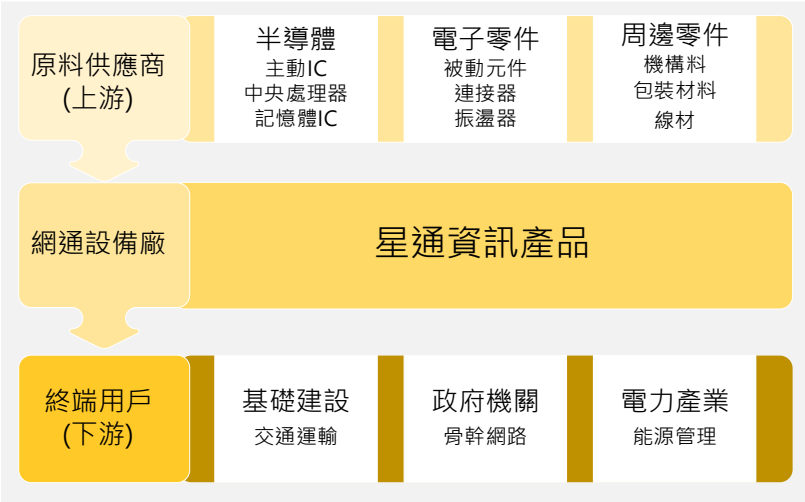 原料供應商
(上游)
半導體
主動IC
中央處理器
記憶體IC
電子零件
被動元件
連接器
振盪器
周邊零件
機構料
包裝材料
線材
網通設備廠
星通資訊產品
終端用戶
(下游)
基礎建設
交通運輸
政府機關
骨幹網路
電力產業
能源管理